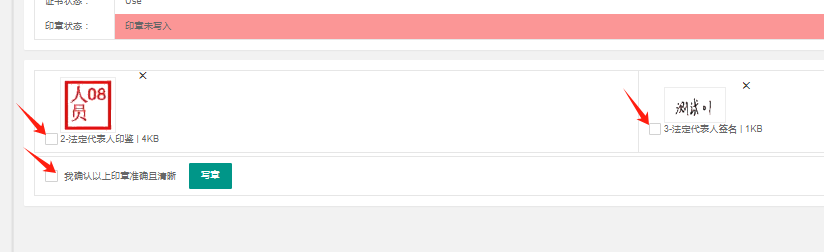 证书状态： Use
印章状态： 印章未写入
人08
员
×
2-法定代表人印鉴 | 4KB
×
测试01
3-法定代表人签名 | 1KB
我确认以上印章准确且清晰 写章